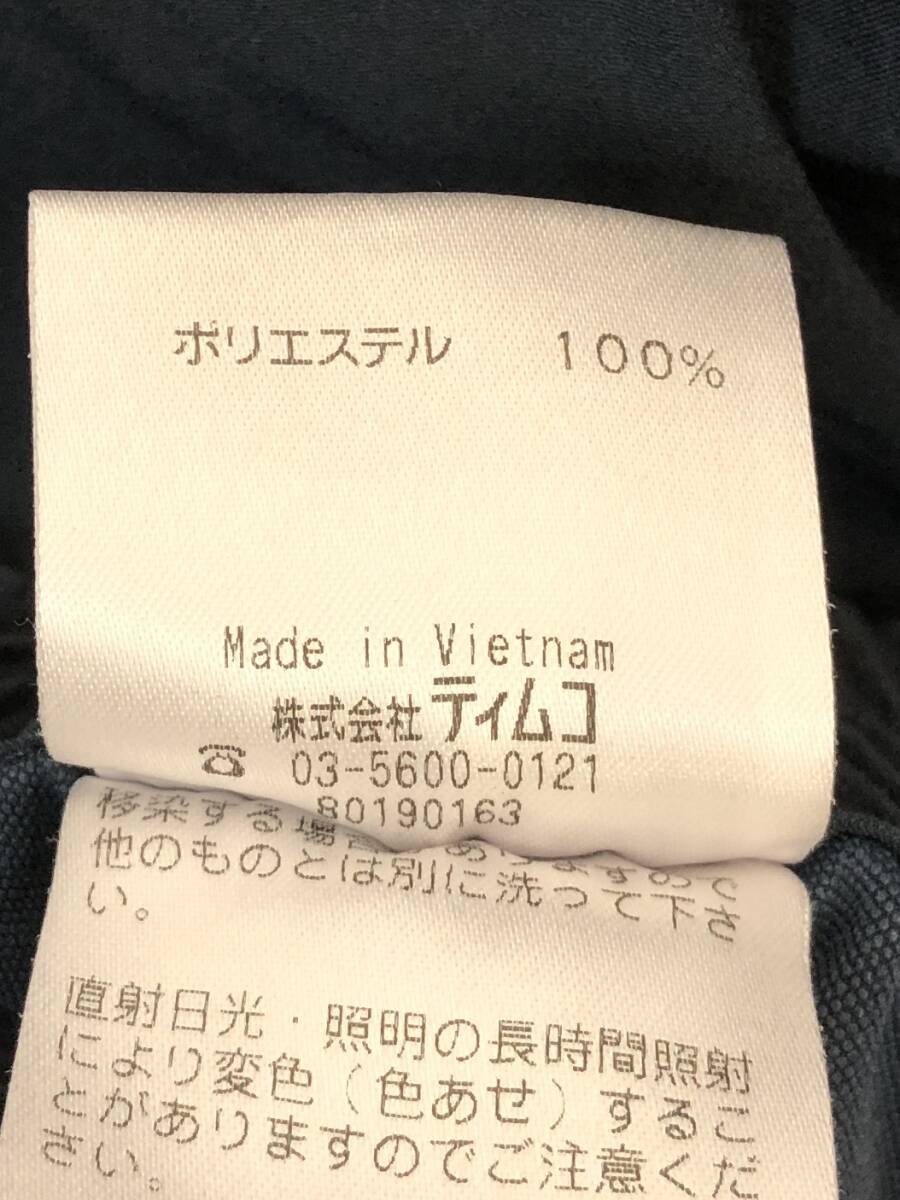 ポリエステル 100%
Made in Vietnam
株式会社ティムコ
☎ 03-5600-0121
80190163
移染する場
他のものとは別に洗って下さ
い。
直射日光・照明の長時間照射
により変色(色あせ)するこ
とがありますのでご注意くだ
さい。